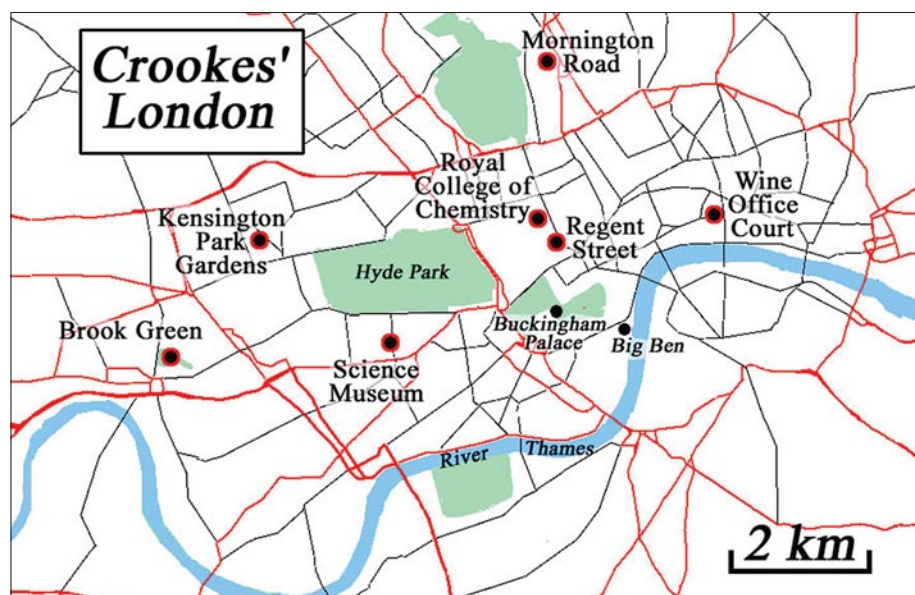 Crookes'
London
Mornington
Road
Royal
College of
Chemistry
Wine
Office
Court
Kensington
Park
Gardens
Regent
Street
Hyde Park
Brook Green
Buckingham
Palace
Big Ben
Science
Museum
River Thames
2 km